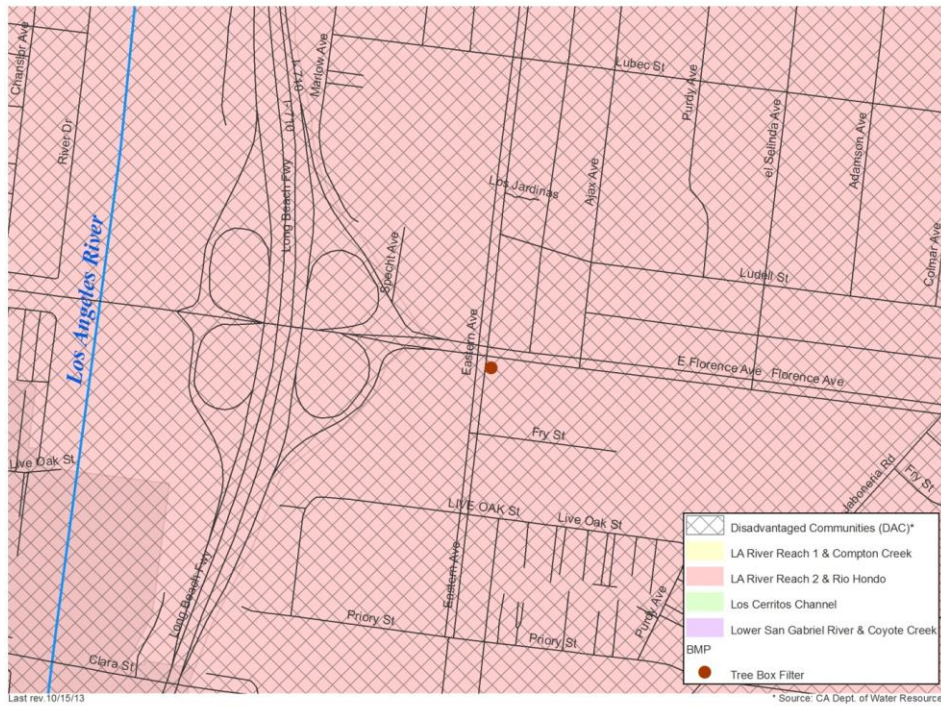 Chanslor Ave
River Dr
Los Angeles River
I-710
I-710
Long Beach Fwy
Marlow Ave
Lubec St
Purdy Ave
el Selinda Ave
Adamson Ave
Colmar Ave
Los Jardinas
Ajax Ave
Specht Ave
Ludell St
Eastern Ave
E Florence Ave
Florence Ave
Fry St
Live Oak St
LIVE OAK St
Live Oak St
Jaboneria Rd
Fry St
Long Beach Fwy
Eastern Ave
Priory St
Priory St
Purdy Ave
Clara St
Disadvantaged Communities (DAC)*
LA River Reach 1 & Compton Creek
LA River Reach 2 & Rio Hondo
Los Cerritos Channel
Lower San Gabriel River & Coyote Creek
BMP
Tree Box Filter
Last rev.10/15/13
* Source: CA Dept. of Water Resource